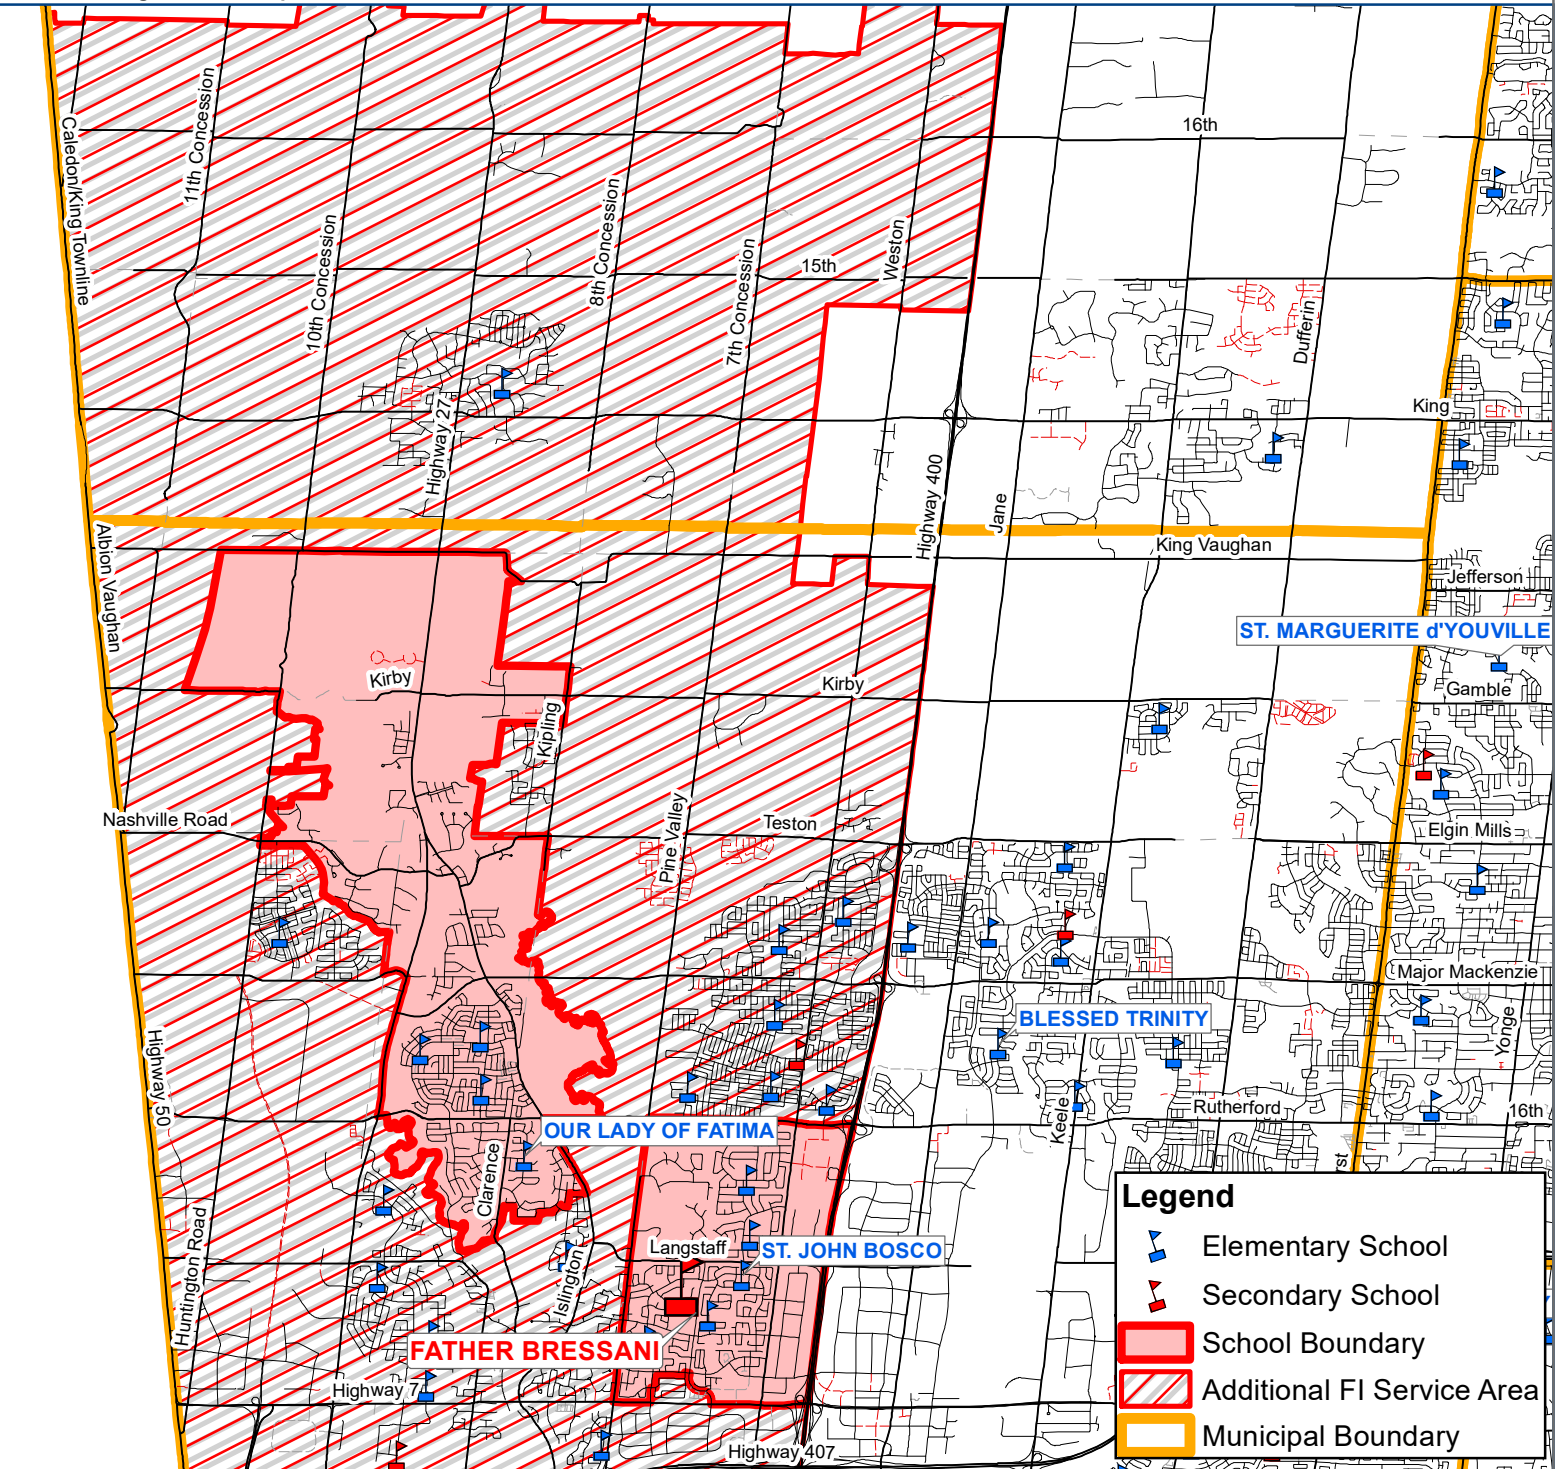 16th
11th Concession
Caledon/King Townline
8th Concession
10th Concession
Weston
7th Concession
15th
Dufferin
Highway 27
King
Highway 400
Jane
King Vaughan
Albion Vaughan
Jefferson
ST. MARGUERITE d'YOUVILLE
Kirby
Kirby
Gamble
Kipling
Nashville Road
Pine Valley
Teston
Elgin Mills
Major Mackenzie
BLESSED TRINITY
Yonge
Highway 50
Keele
Rutherford
16th
OUR LADY OF FATIMA
Clarence
rst
Huntington Road
Langstaff
ST. JOHN BOSCO
Islington
FATHER BRESSANI
Highway 7
Highway 407
Legend
Elementary School
Secondary School
School Boundary
Additional FI Service Area
Municipal Boundary